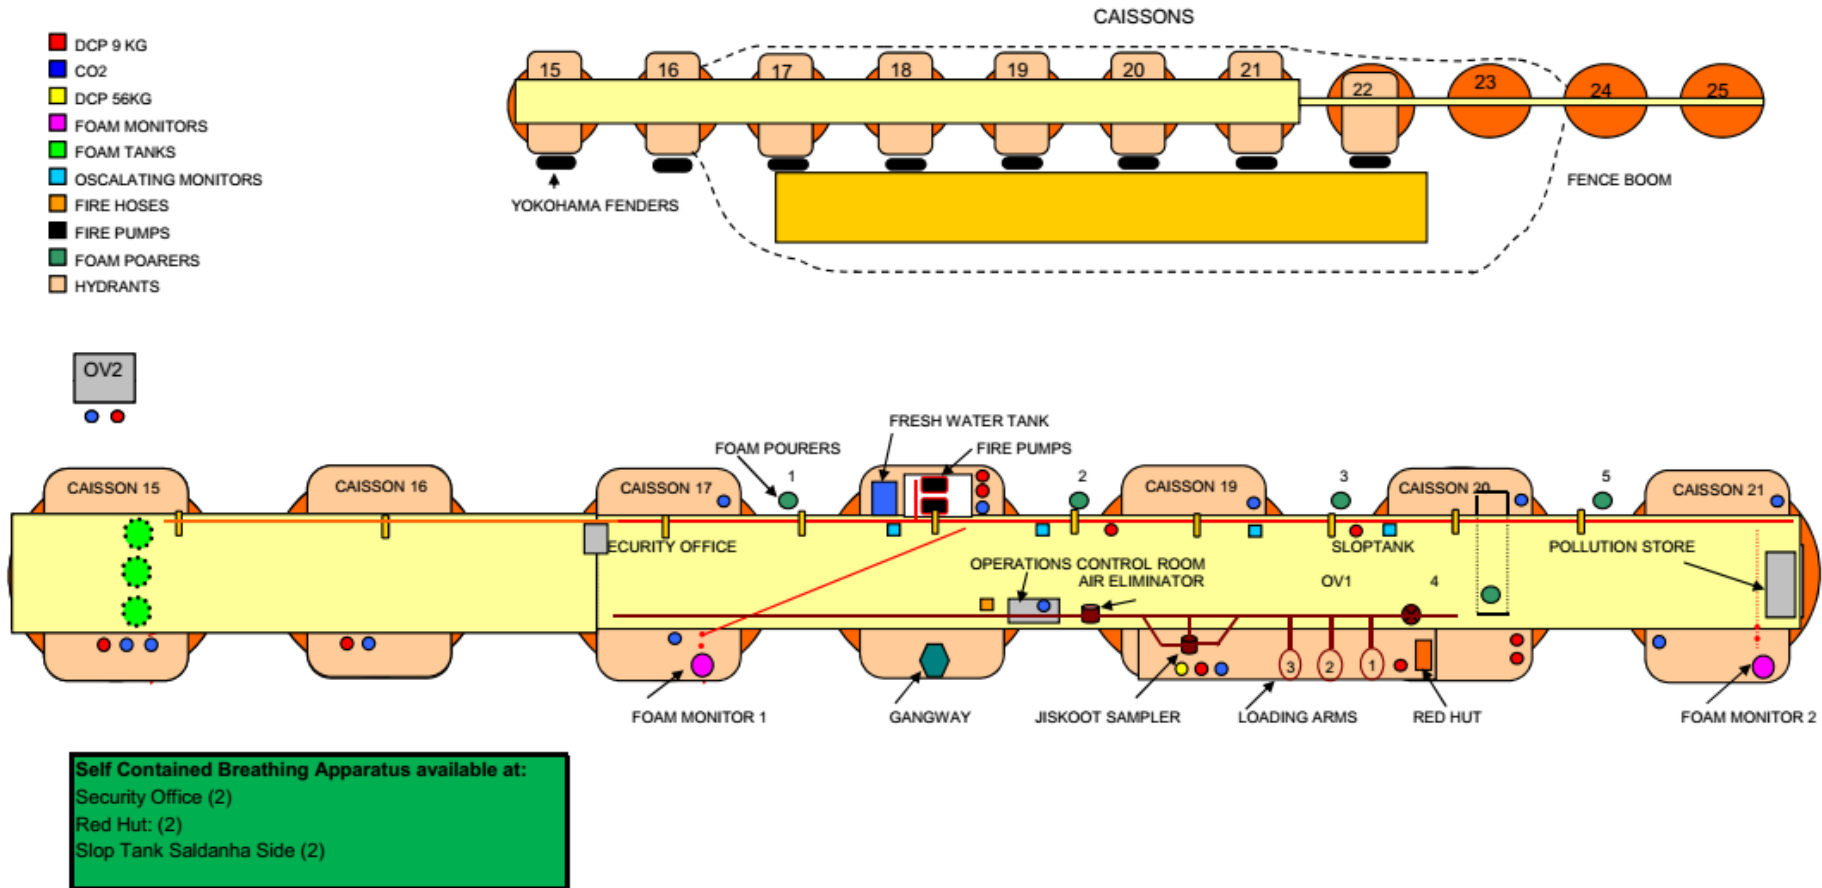 CAISSONS
DCP 9 KG
CO2
DCP 56KG
FOAM MONITORS
FOAM TANKS
OSCALATING MONITORS
FIRE HOSES
FIRE PUMPS
FOAM POARERS
HYDRANTS
15 16 17 18 19 20 21 22 23 24 25
YOKOHAMA FENDERS
FENCE BOOM
OV2
FRESH WATER TANK
FOAM POURERS
FIRE PUMPS
1 2 3 5
CAISSON 15 CAISSON 16 CAISSON 17 CAISSON 19 CAISSON 20 CAISSON 21
ECURITY OFFICE
SLOPTANK
POLLUTION STORE
OPERATIONS CONTROL ROOM
AIR ELIMINATOR
OV1
4
3 2 1
FOAM MONITOR 1
GANGWAY
JISKOOT SAMPLER
LOADING ARMS
RED HUT
FOAM MONITOR 2
Self Contained Breathing Apparatus available at:
Security Office (2)
Red Hut: (2)
Slop Tank Saldanha Side (2)